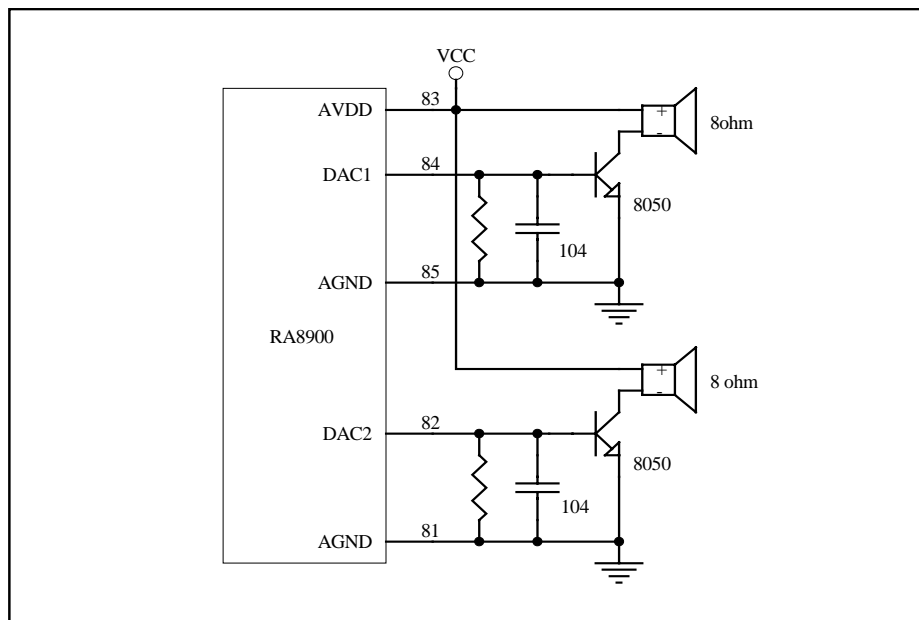 VCC
AVDD 83
+
-
8ohm
DAC1 84
8050
104
AGND 85
RA8900
+
-
8 ohm
DAC2 82
8050
104
AGND 81